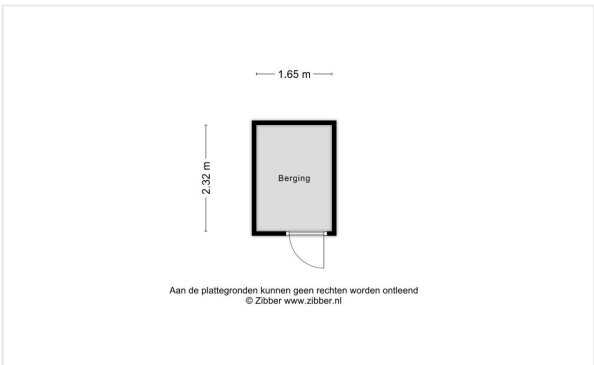 1.65 m
2.32 m
Berging
Aan de plattegronden kunnen geen rechten worden ontleend
© Zibber www.zibber.nl